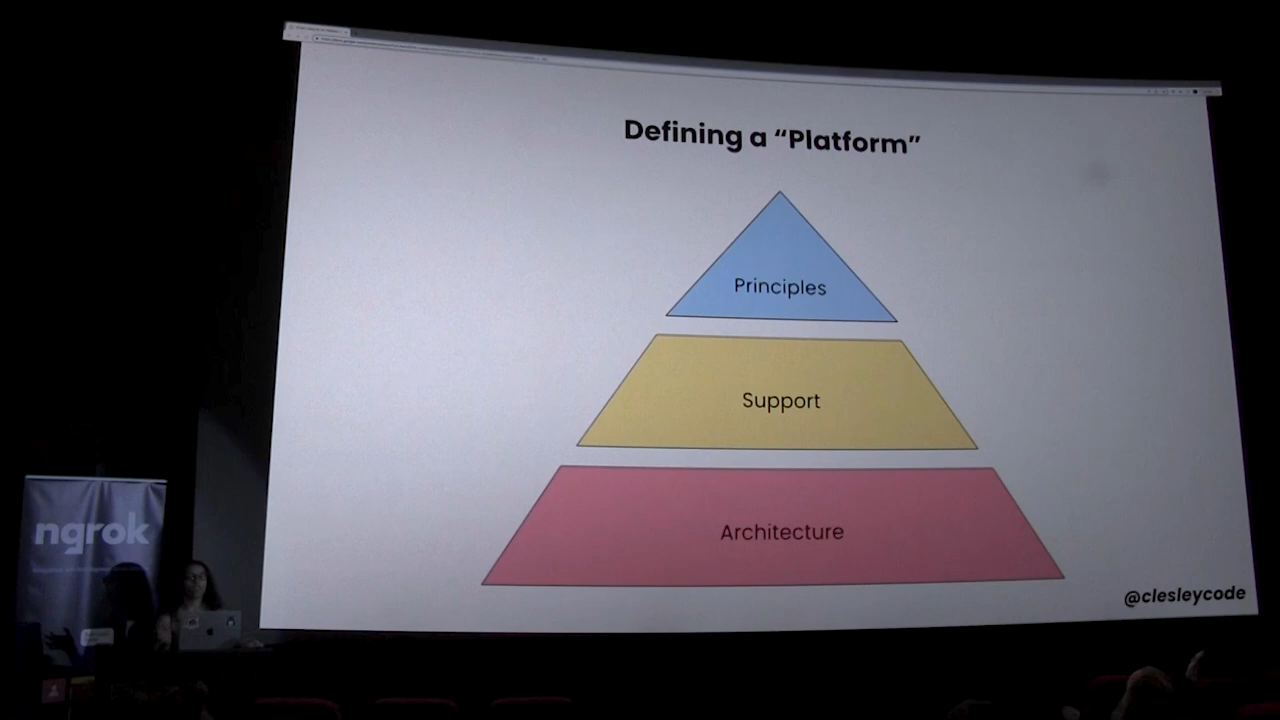 Defining a “Platform”
Principles
Support
Architecture
@clesleycode
ngrok